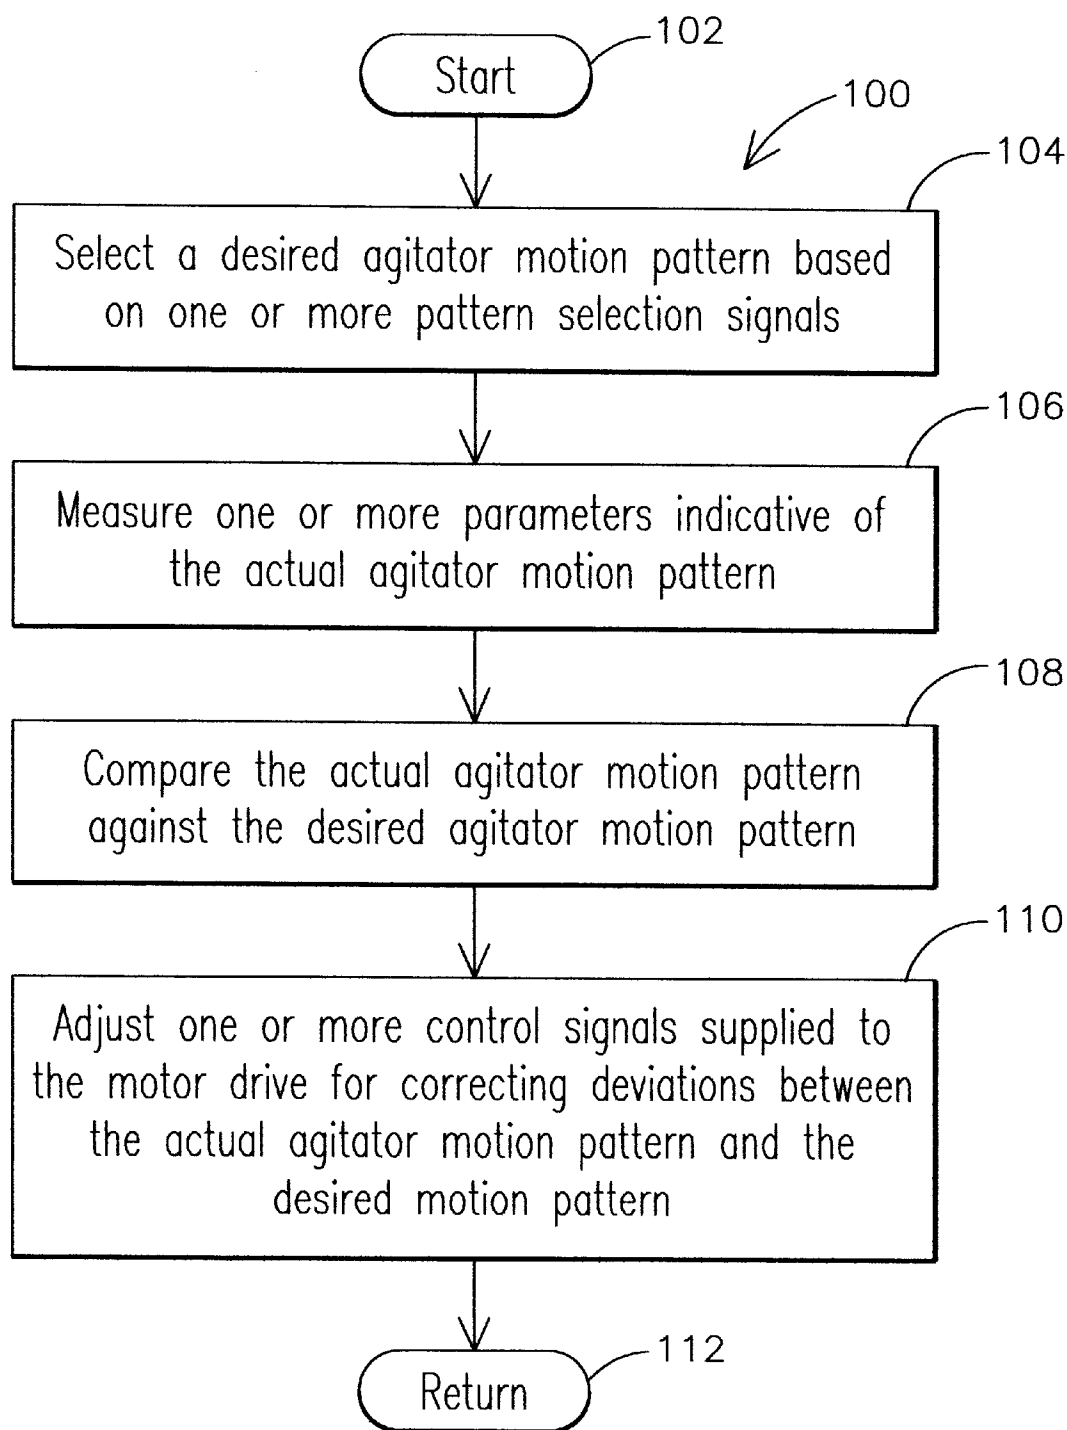 102
Start
100
104
Select a desired agitator motion pattern based
on one or more pattern selection signals
106
Measure one or more parameters indicative of
the actual agitator motion pattern
108
Compare the actual agitator motion pattern
against the desired agitator motion pattern
110
Adjust one or more control signals supplied to
the motor drive for correcting deviations between
the actual agitator motion pattern and the
desired motion pattern
112
Return